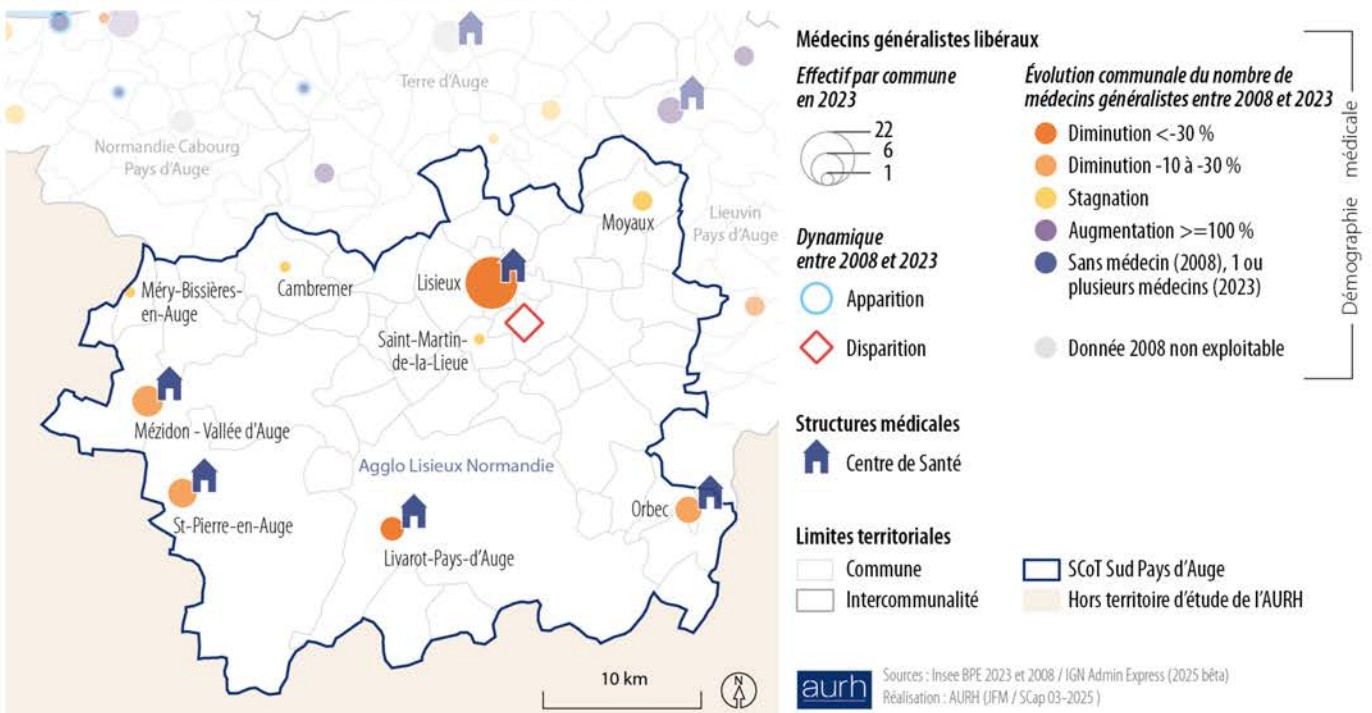 Terre d'Auge
Normandie Cabourg
Pays d'Auge
Moyaux
Lieuvin
Pays d'Auge
Lisieux
Cambremer
Méry-Bissières-
en-Auge
Saint-Martin-
de-la-Lieue
Mézidon - Vallée d'Auge
Agglo Lisieux Normandie
Orbec
St-Pierre-en-Auge
Livarot-Pays-d'Auge
10 km
N
Médecins généralistes libéraux
Effectif par commune
en 2023
22
6
1
Dynamique
entre 2008 et 2023
Apparition
Disparition
Évolution communale du nombre de
médecins généralistes entre 2008 et 2023
Diminution <-30 %
Diminution -10 à -30 %
Stagnation
Augmentation >=100 %
Sans médecin (2008), 1 ou
plusieurs médecins (2023)
Donnée 2008 non exploitable
Démographie médicale
Structures médicales
Centre de Santé
Limites territoriales
Commune
Intercommunalité
SCoT Sud Pays d'Auge
Hors territoire d'étude de l'AURH
aurh
Sources : Insee BPE 2023 et 2008 / IGN Admin Express (2025 bêta)
Réalisation : AURH (JFM / SCap 03-2025 )